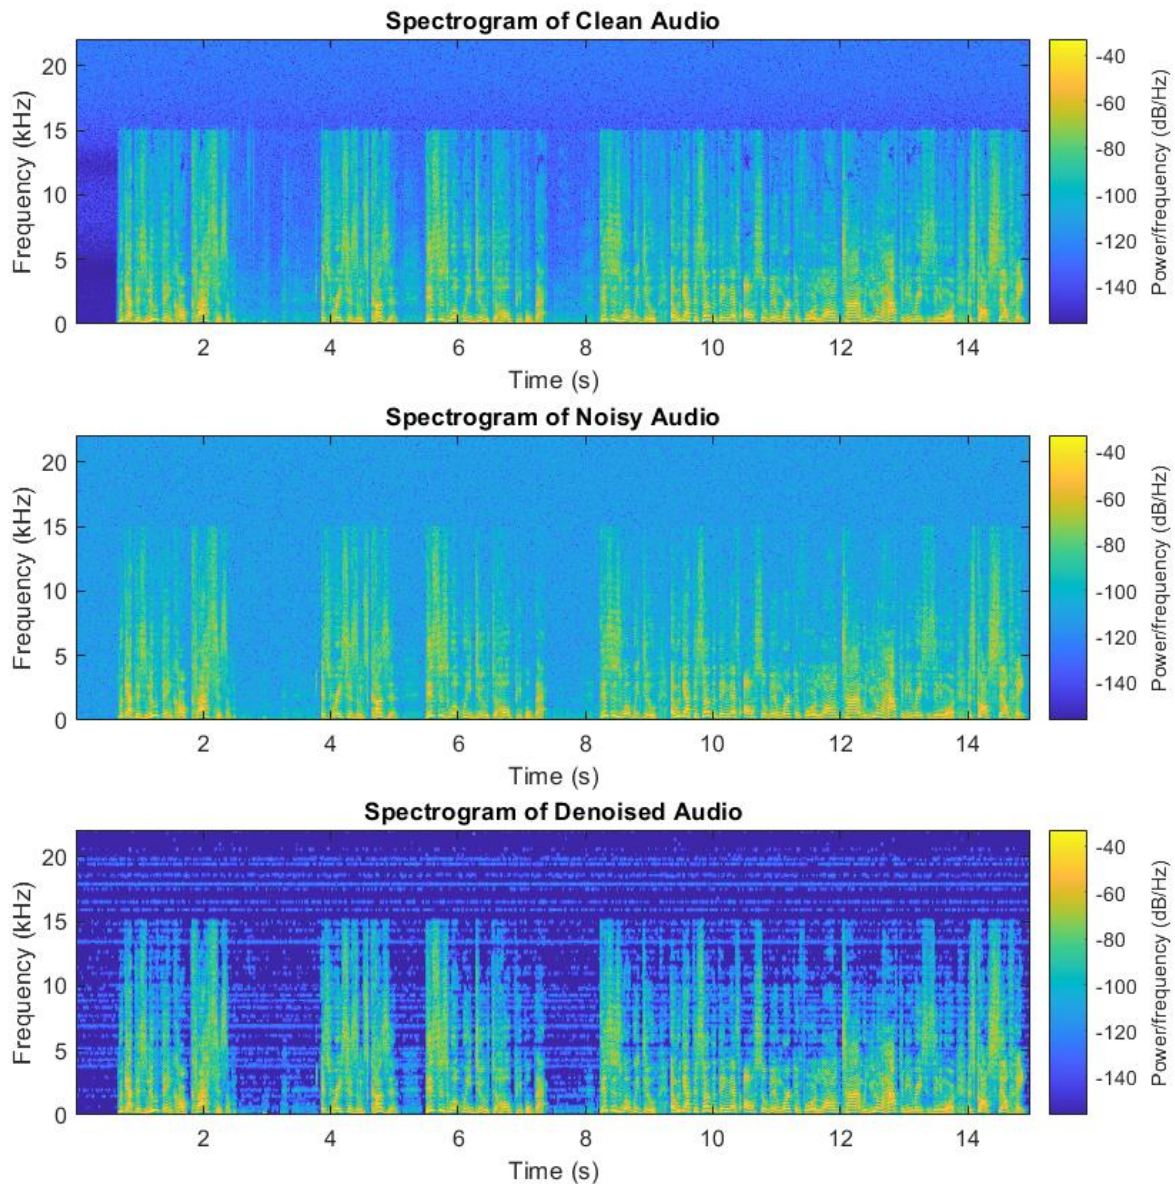 Spectrogram of Clean Audio
Frequency (kHz)
20
15
10
5
0
2 4 6 8 10 12 14
Time (s)
-40
-60
-80
-100
-120
-140
Power/frequency (dB/Hz)
Spectrogram of Noisy Audio
Frequency (kHz)
20
15
10
5
0
2 4 6 8 10 12 14
Time (s)
-40
-60
-80
-100
-120
-140
Power/frequency (dB/Hz)
Spectrogram of Denoised Audio
Frequency (kHz)
20
15
10
5
0
2 4 6 8 10 12 14
Time (s)
-40
-60
-80
-100
-120
-140
Power/frequency (dB/Hz)